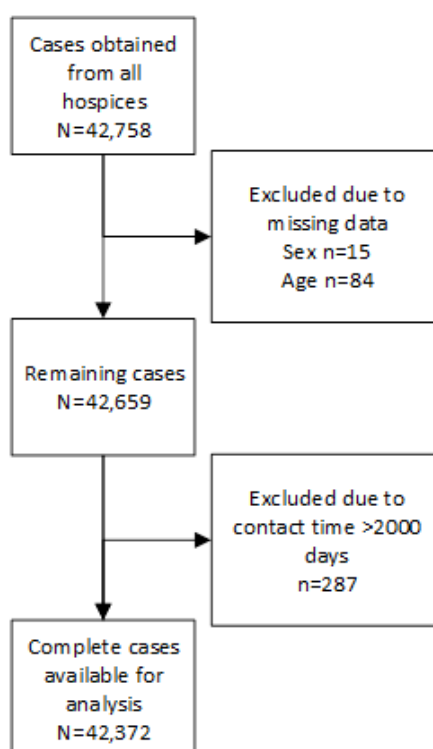 Cases obtained
from all
hospices
N=42,758
Excluded due to
missing data
Sex n=15
Age n=84
Remaining cases
N=42,659
Excluded due to
contact time >2000
days
n=287
Complete cases
available for
analysis
N=42,372